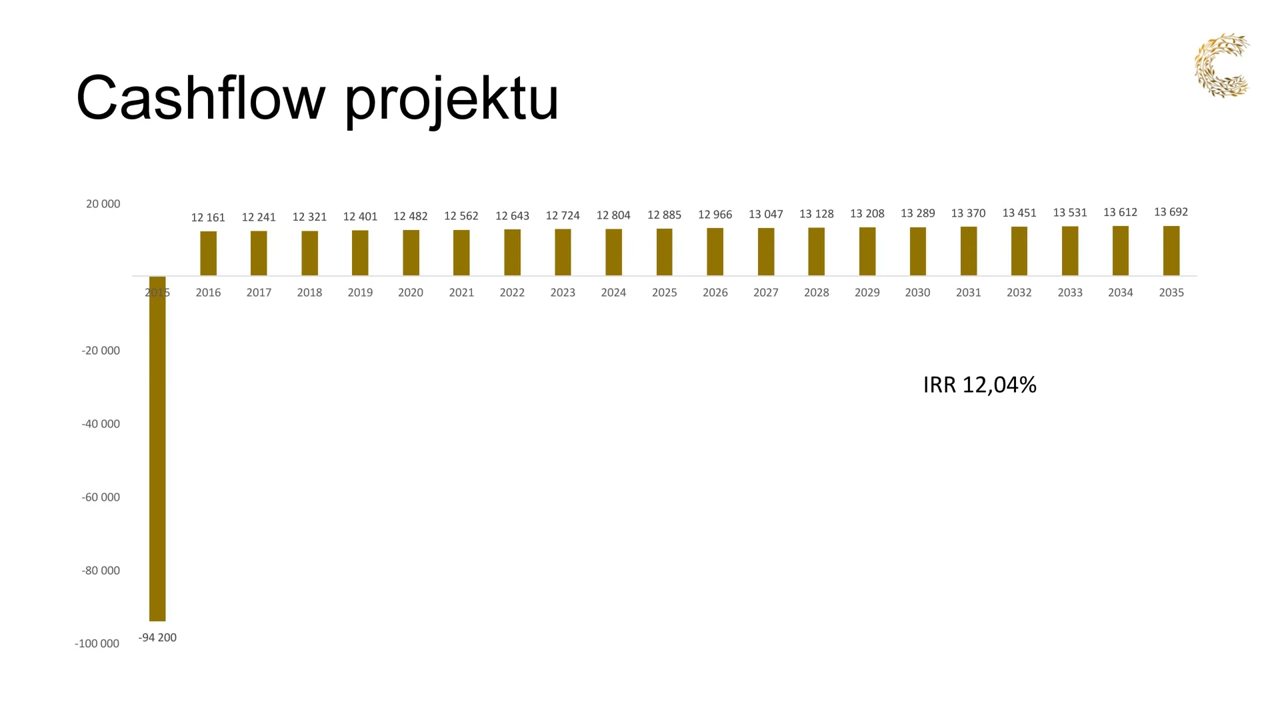 Cashflow projektu
20 000
12 161 12 241 12 321 12 401 12 482 12 562 12 643 12 724 12 804 12 885 12 966 13 047 13 128 13 208 13 289 13 370 13 451 13 531 13 612 13 692
2015 2016 2017 2018 2019 2020 2021 2022 2023 2024 2025 2026 2027 2028 2029 2030 2031 2032 2033 2034 2035
-20 000
IRR 12,04%
-40 000
-60 000
-80 000
-94 200
-100 000